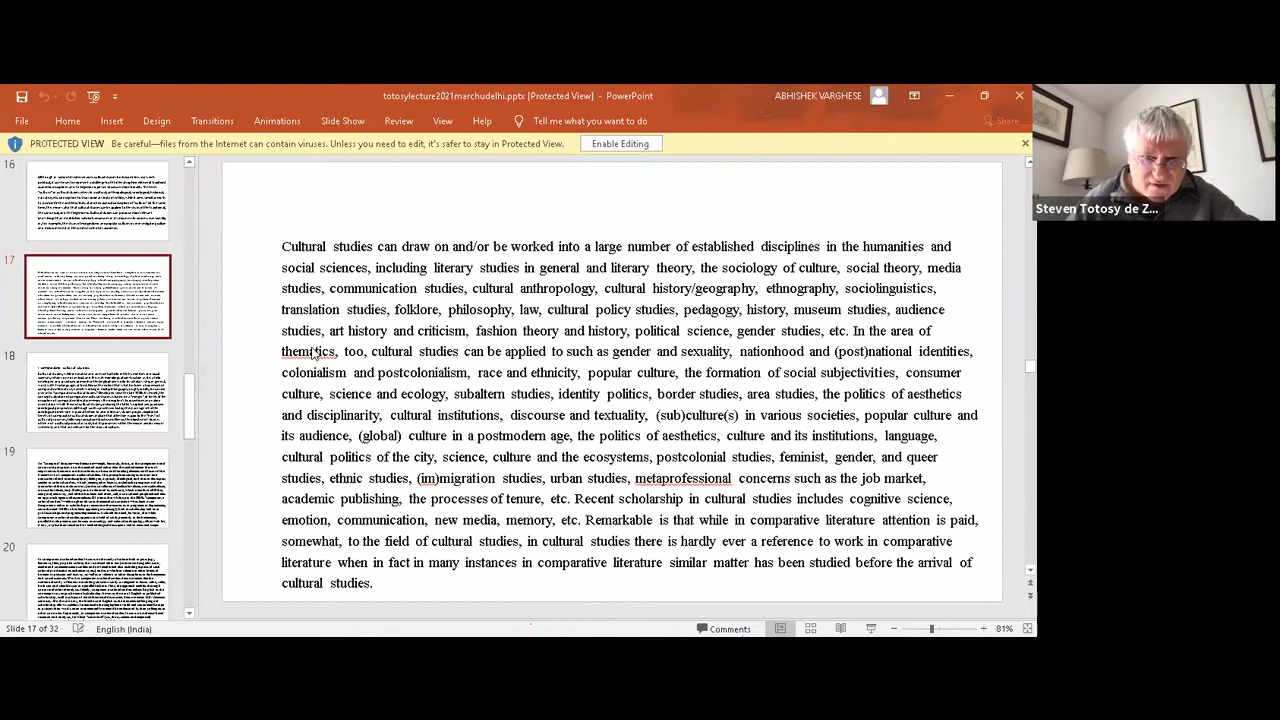 totosylecture2021marchudelhi.pptx [Protected View] - PowerPoint
ABHISHEK VARGHESE
File Home Insert Design Transitions Animations Slide Show Review View Help Tell me what you want to do Share
PROTECTED VIEW Be careful—files from the Internet can contain viruses. Unless you need to edit, it's safer to stay in Protected View. Enable Editing
16
17
18
19
20
Cultural studies can draw on and/or be worked into a large number of established disciplines in the humanities and
social sciences, including literary studies in general and literary theory, the sociology of culture, social theory, media
studies, communication studies, cultural anthropology, cultural history/geography, ethnography, sociolinguistics,
translation studies, folklore, philosophy, law, cultural policy studies, pedagogy, history, museum studies, audience
studies, art history and criticism, fashion theory and history, political science, gender studies, etc. In the area of
thematics, too, cultural studies can be applied to such as gender and sexuality, nationhood and (post)national identities,
colonialism and postcolonialism, race and ethnicity, popular culture, the formation of social subjectivities, consumer
culture, science and ecology, subaltern studies, identity politics, border studies, area studies, the politics of aesthetics
and disciplinarity, cultural institutions, discourse and textuality, (sub)culture(s) in various societies, popular culture and
its audience, (global) culture in a postmodern age, the politics of aesthetics, culture and its institutions, language,
cultural politics of the city, science, culture and the ecosystems, postcolonial studies, feminist, gender, and queer
studies, ethnic studies, (im)migration studies, urban studies, metaprofessional concerns such as the job market,
academic publishing, the processes of tenure, etc. Recent scholarship in cultural studies includes cognitive science,
emotion, communication, new media, memory, etc. Remarkable is that while in comparative literature attention is paid,
somewhat, to the field of cultural studies, in cultural studies there is hardly ever a reference to work in comparative
literature when in fact in many instances in comparative literature similar matter has been studied before the arrival of
cultural studies.
Steven Totosy de Z...
Slide 17 of 32 English (India) Comments 81%